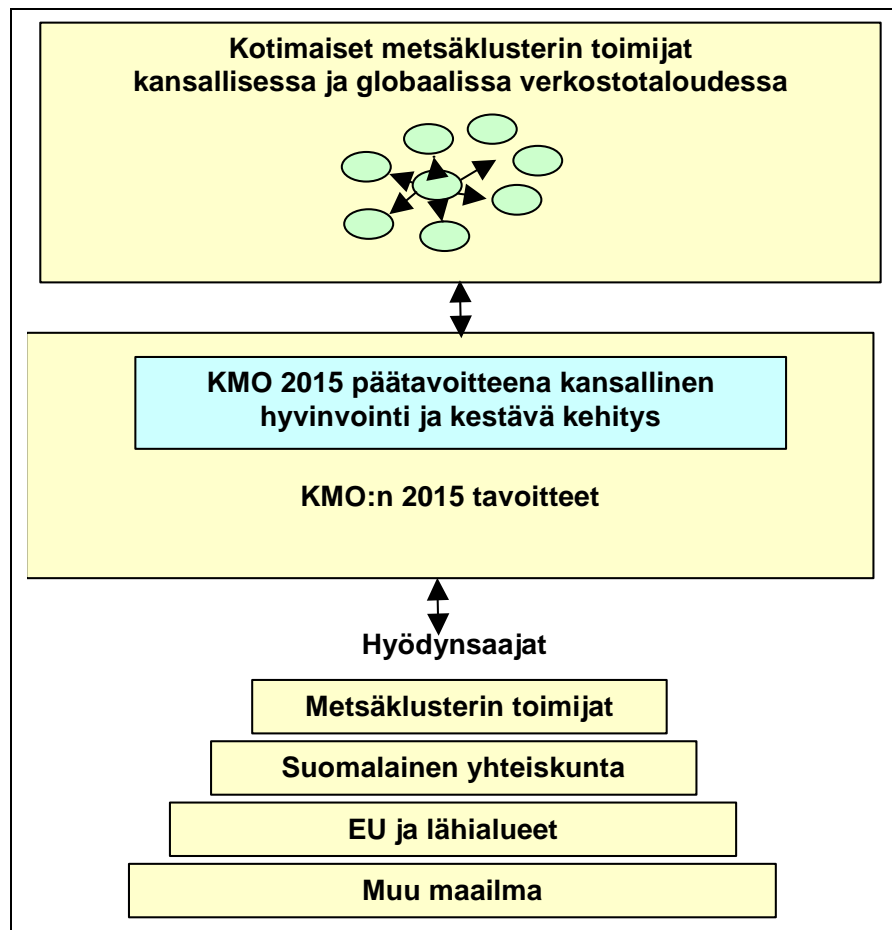 Kotimaiset metsäklusterin toimijat
kansallisessa ja globaalissa verkostotaloudessa
KMO 2015 päätavoitteena kansallinen
hyvinvointi ja kestävä kehitys
KMO:n 2015 tavoitteet
Hyödynsaajat
Metsäklusterin toimijat
Suomalainen yhteiskunta
EU ja lähialueet
Muu maailma